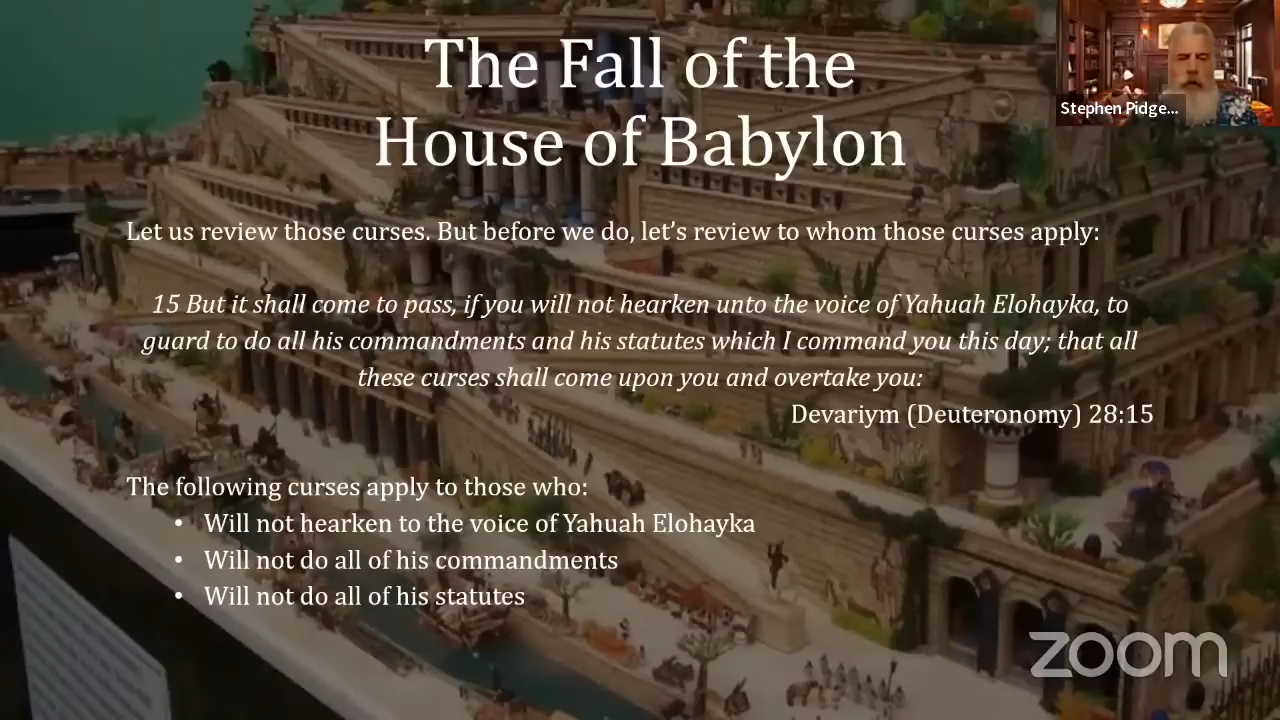 The Fall of the
House of Babylon
Stephen Pidge...
Let us review those curses. But before we do, let’s review to whom those curses apply:
15 But it shall come to pass, if you will not hearken unto the voice of Yahuah Elohayka, to
guard to do all his commandments and his statutes which I command you this day; that all
these curses shall come upon you and overtake you:
Devariym (Deuteronomy) 28:15
The following curses apply to those who:
• Will not hearken to the voice of Yahuah Elohayka
• Will not do all of his commandments
• Will not do all of his statutes
zoom